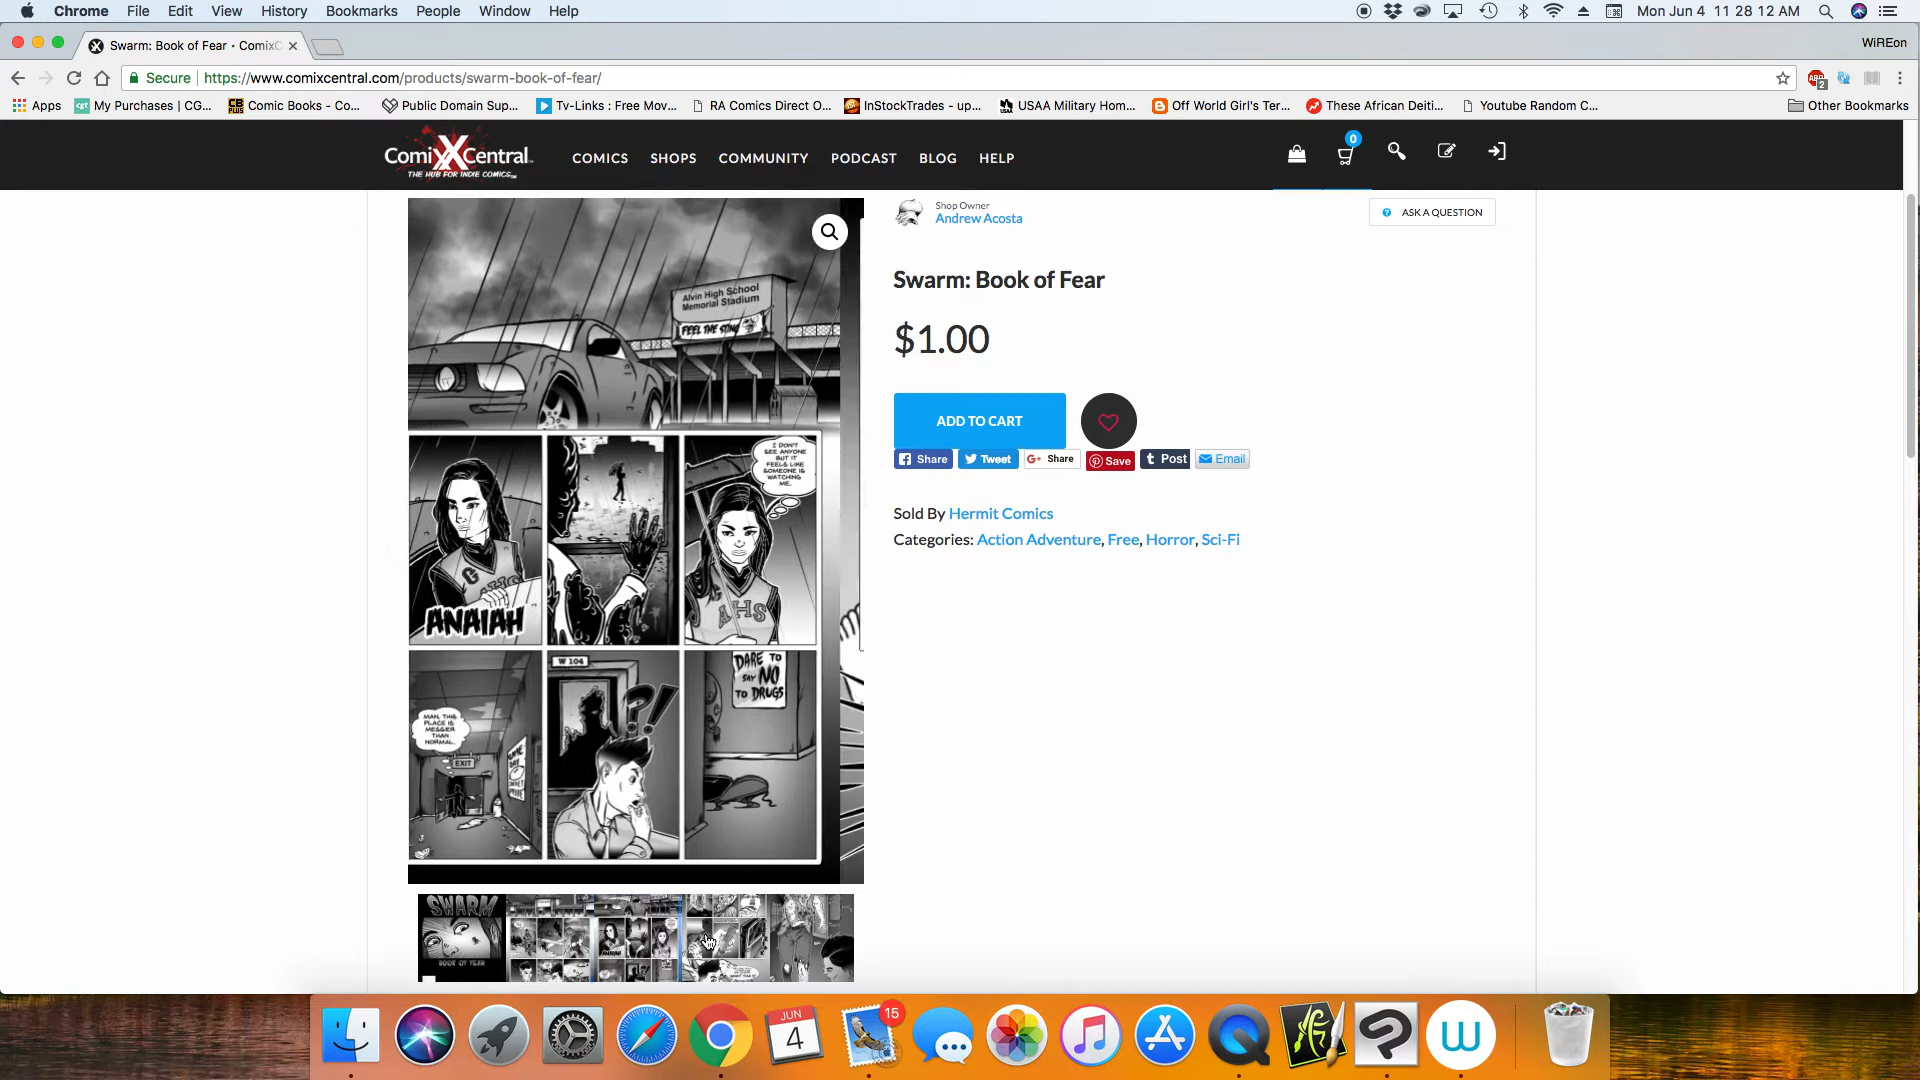 Chrome File Edit View History Bookmarks People Window Help
Mon Jun 4 11 28 12 AM
Swarm: Book of Fear • ComixC
WiREon
Secure https://www.comixcentral.com/products/swarm-book-of-fear/
Apps My Purchases | CG... Comic Books - Co... Public Domain Sup... Tv-Links : Free Mov... RA Comics Direct O... InStockTrades - up... USAA Military Hom... Off World Girl's Ter... These African Deiti... Youtube Random C... Other Bookmarks
ComiXCentral
THE HUB FOR INDIE COMICS
COMICS SHOPS COMMUNITY PODCAST BLOG HELP
0
Shop Owner
Andrew Acosta
ASK A QUESTION
Swarm: Book of Fear
$1.00
ADD TO CART
Share Tweet Share Save Post Email
Sold By Hermit Comics
Categories: Action Adventure, Free, Horror, Sci-Fi
Alvin High School
Memorial Stadium
FEEL THE STING
I DON'T
SEE ANYONE
BUT IT
FEELS LIKE
SOMEONE IS
WATCHING
ME.
ANAIAH
AHS
W 104
?!
DARE TO
SAY NO
TO DRUGS
MAN, THIS
PLACE IS
MESSIER
THAN
NORMAL.
EXIT
SWARM
BOOK OF FEAR
ANAIAH
JUN
4
15